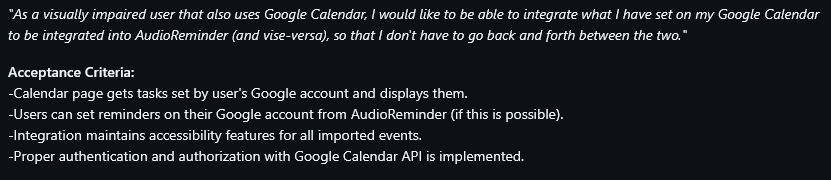 "As a visually impaired user that also uses Google Calendar, I would like to be able to integrate what I have set on my Google Calendar
to be integrated into AudioReminder (and vise-versa), so that I don't have to go back and forth between the two."
Acceptance Criteria:
-Calendar page gets tasks set by user's Google account and displays them.
-Users can set reminders on their Google account from AudioReminder (if this is possible).
-Integration maintains accessibility features for all imported events.
-Proper authentication and authorization with Google Calendar API is implemented.